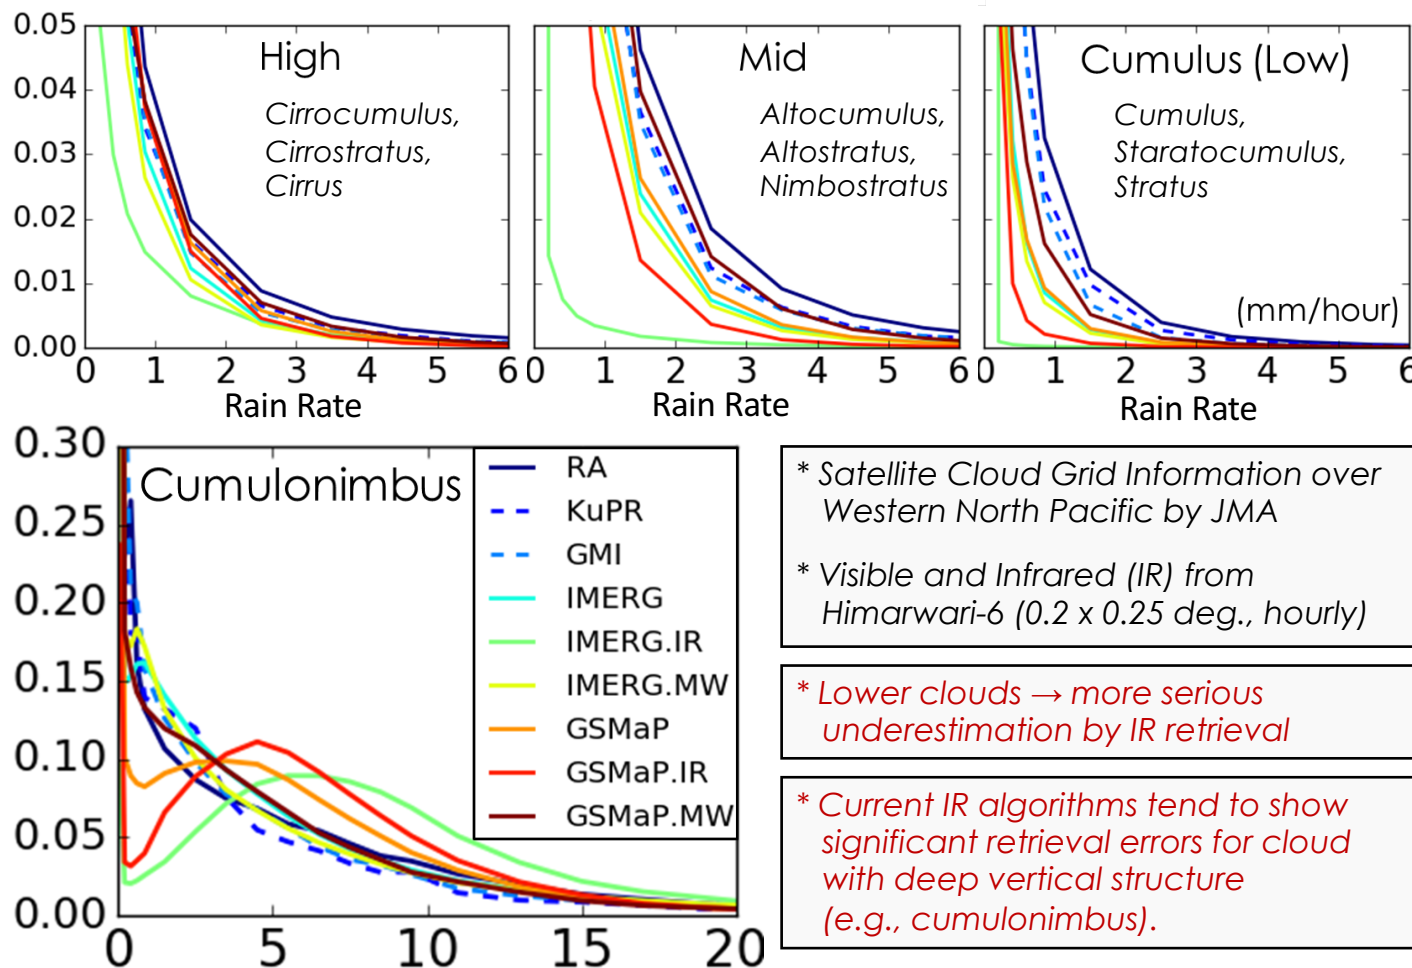 0.05
0.04
0.03
0.02
0.01
0.00
High
Cirrocumulus,
Cirrostratus,
Cirrus
0 1 2 3 4 5 6
Rain Rate
Mid
Altocumulus,
Altostratus,
Nimbostratus
0 1 2 3 4 5 6
Rain Rate
Cumulus (Low)
Cumulus,
Staratocumulus,
Stratus
(mm/hour)
0 1 2 3 4 5 6
Rain Rate
0.30
0.25
0.20
0.15
0.10
0.05
0.00
Cumulonimbus
RA
KuPR
GMI
IMERG
IMERG.IR
IMERG.MW
GSMaP
GSMaP.IR
GSMaP.MW
0 5 10 15 20
* Satellite Cloud Grid Information over
Western North Pacific by JMA
* Visible and Infrared (IR) from
Himarwari-6 (0.2 x 0.25 deg., hourly)
* Lower clouds → more serious
underestimation by IR retrieval
* Current IR algorithms tend to show
significant retrieval errors for cloud
with deep vertical structure
(e.g., cumulonimbus).